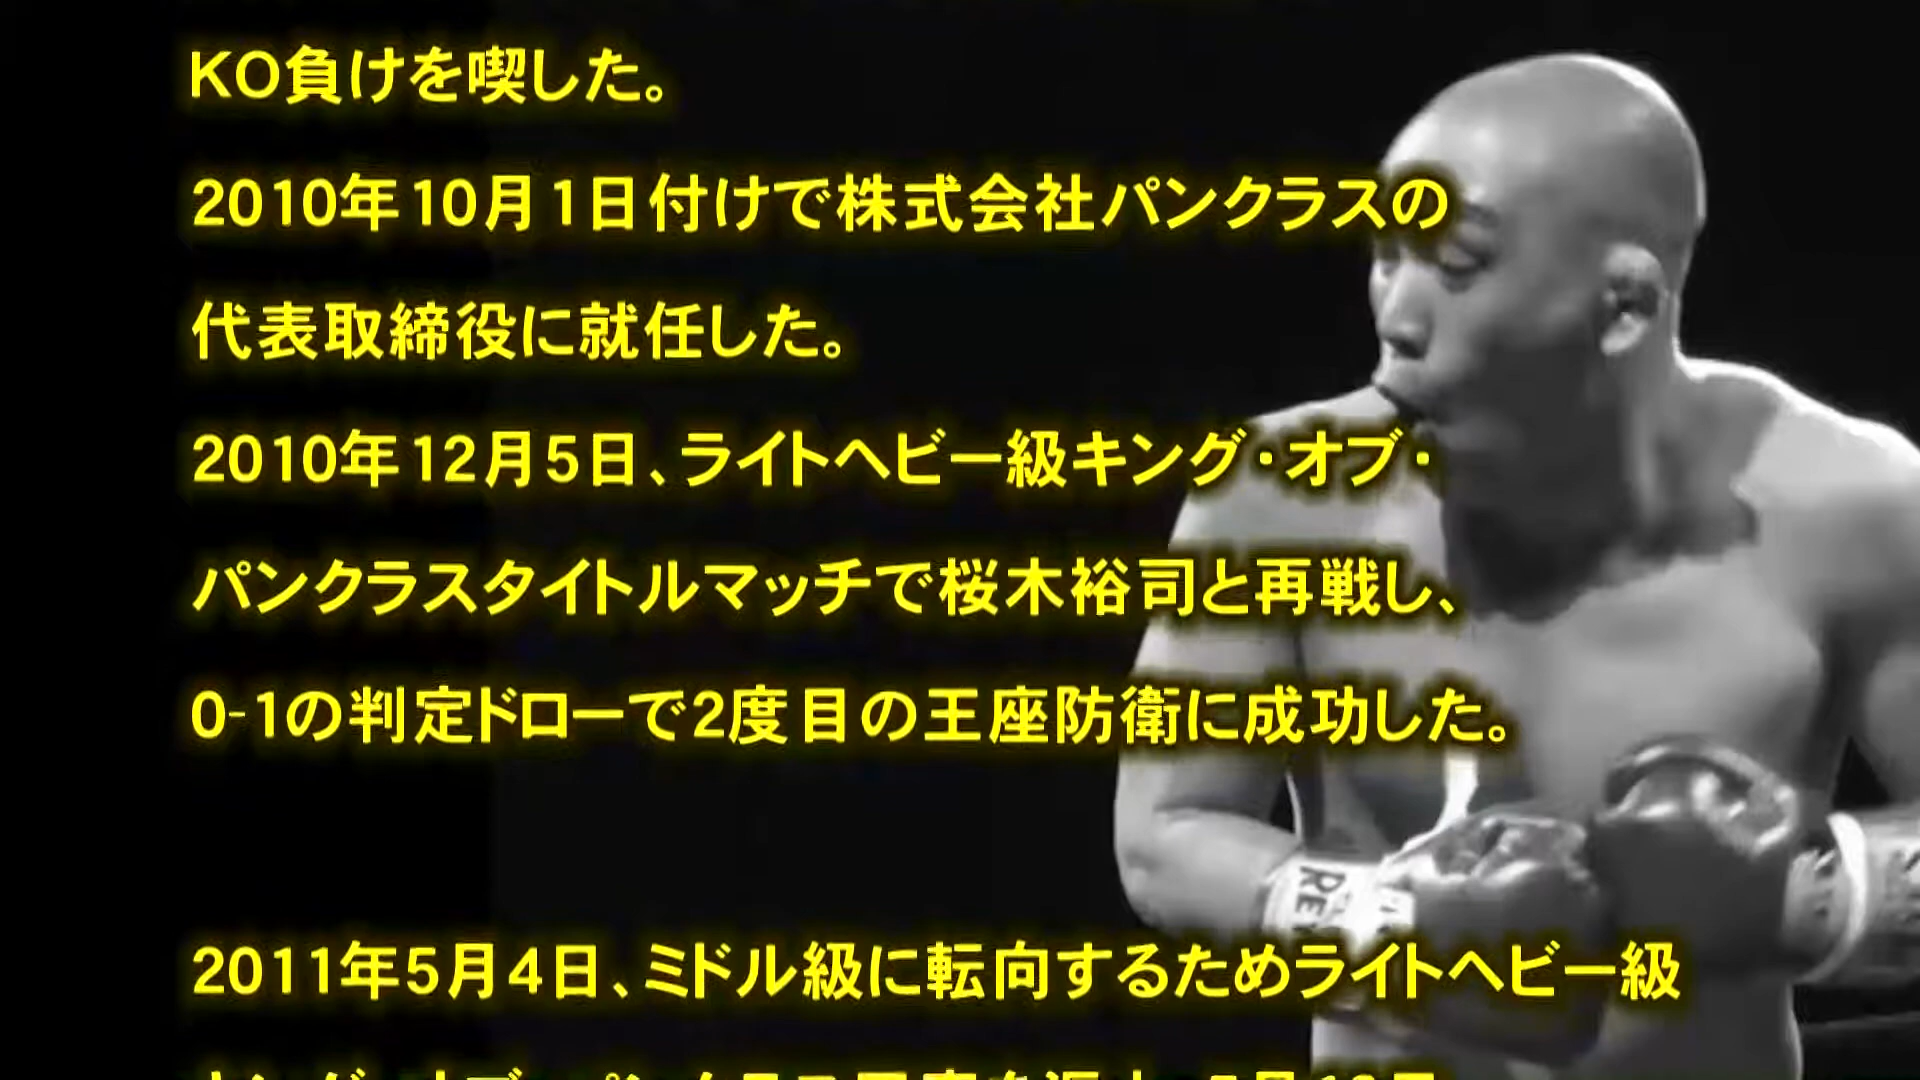 KO負けを喫した。
2010年10月1日付けで株式会社パンクラスの
代表取締役に就任した。
2010年12月5日、ライトヘビー級キング・オブ・
パンクラスタイトルマッチで桜木裕司と再戦し、
0-1の判定ドローで2度目の王座防衛に成功した。
2011年5月4日、ミドル級に転向するためライトヘビー級